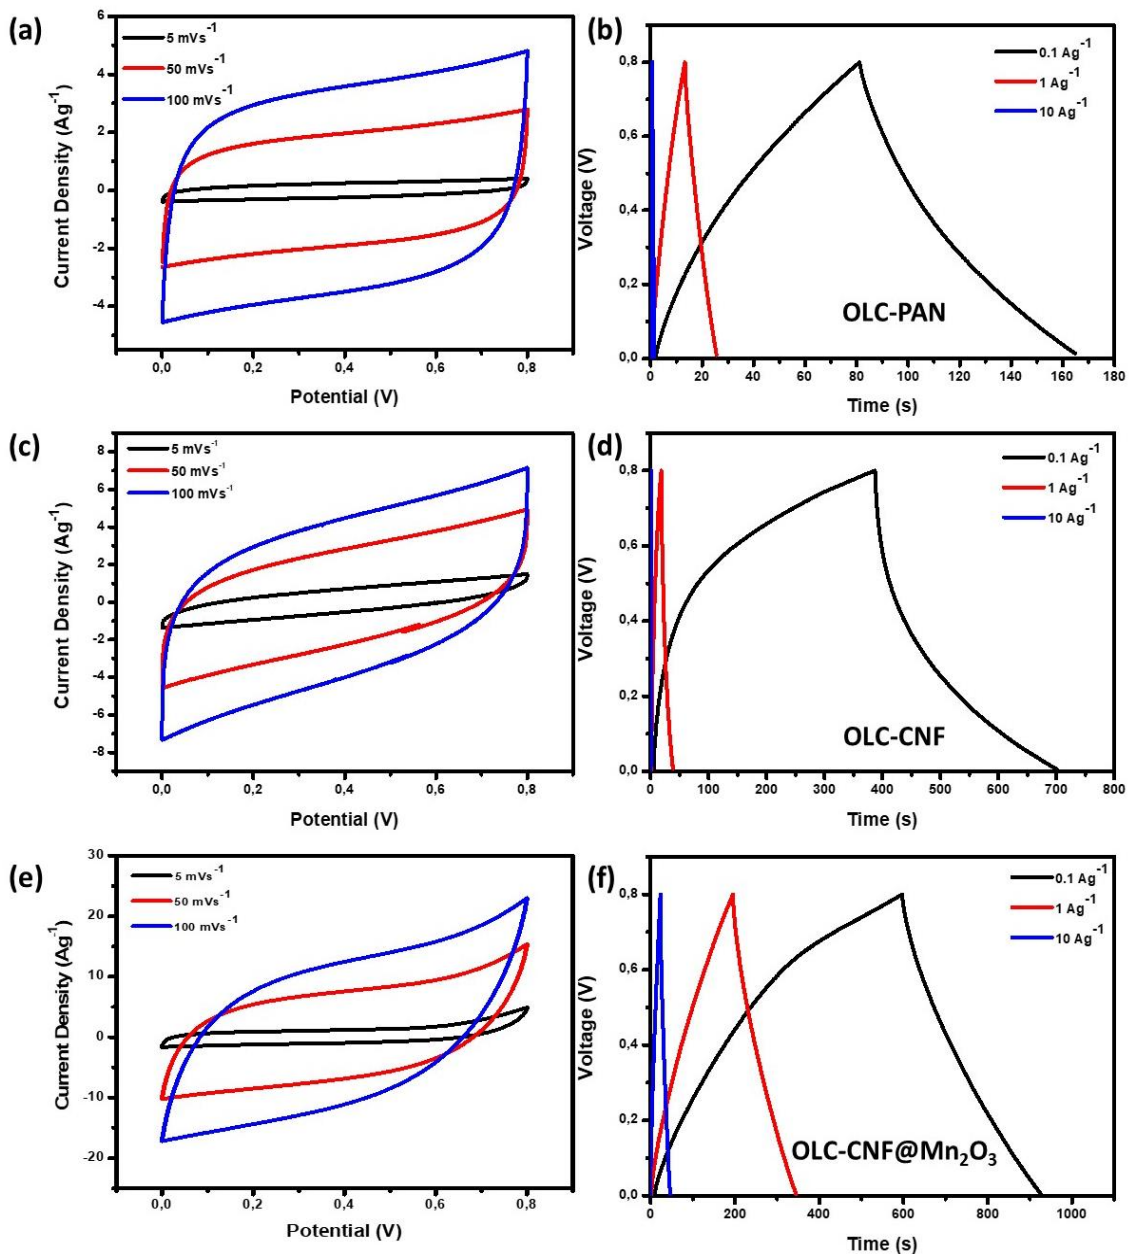 (a)
6
4
2
0
-2
-4
Current Density (Ag-1)
5 mVs-1
50 mVs-1
100 mVs-1
0,0 0,2 0,4 0,6 0,8
Potential (V)
(b)
0,8
0,6
0,4
0,2
0,0
Voltage (V)
0.1 Ag-1
1 Ag-1
10 Ag-1
OLC-PAN
0 20 40 60 80 100 120 140 160 180
Time (s)
(c)
8
6
4
2
0
-2
-4
-6
-8
Current Density (Ag-1)
5 mVs-1
50 mVs-1
100 mVs-1
0,0 0,2 0,4 0,6 0,8
Potential (V)
(d)
0,8
0,6
0,4
0,2
0,0
Voltage (V)
0.1 Ag-1
1 Ag-1
10 Ag-1
OLC-CNF
0 100 200 300 400 500 600 700 800
Time (s)
(e)
30
20
10
0
-10
-20
Current Density (Ag-1)
5 mVs-1
50 mVs-1
100 mVs-1
0,0 0,2 0,4 0,6 0,8
Potential (V)
(f)
0,8
0,6
0,4
0,2
0,0
Voltage (V)
0.1 Ag-1
1 Ag-1
10 Ag-1
OLC-CNF@Mn2O3
0 200 400 600 800 1000
Time (s)